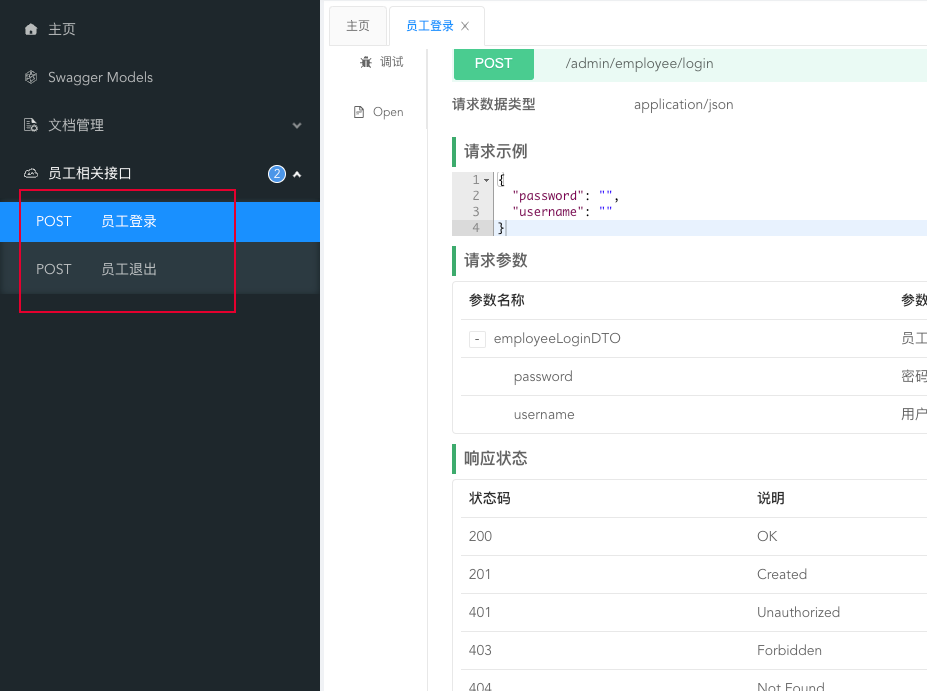 主页
Swagger Models
文档管理
员工相关接口 2
POST 员工登录
POST 员工退出
主页 员工登录
调试
Open
POST /admin/employee/login
请求数据类型 application/json
请求示例
1 {
2 "password": "",
3 "username": ""
4 }
请求参数
参数名称 参数
- employeeLoginDTO 员工
password 密码
username 用户
响应状态
状态码 说明
200 OK
201 Created
401 Unauthorized
403 Forbidden
404 Not Found